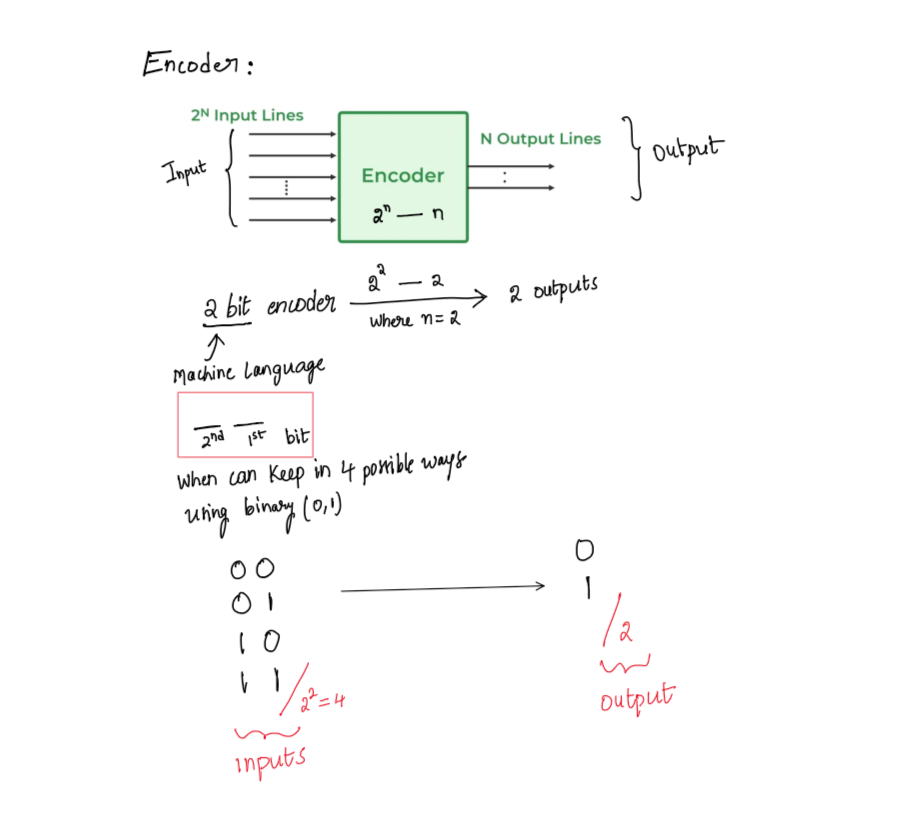 Encoder:
2ᴺ Input Lines
N Output Lines
Input
Output
Encoder
2ⁿ — n
2 bit encoder
2² — 2
where n = 2
2 outputs
Machine Language
2nd 1st bit
When can keep in 4 possible ways
using binary (0,1)
0 0
0 1
1 0
1 1
2² = 4
inputs
0
1
2
output